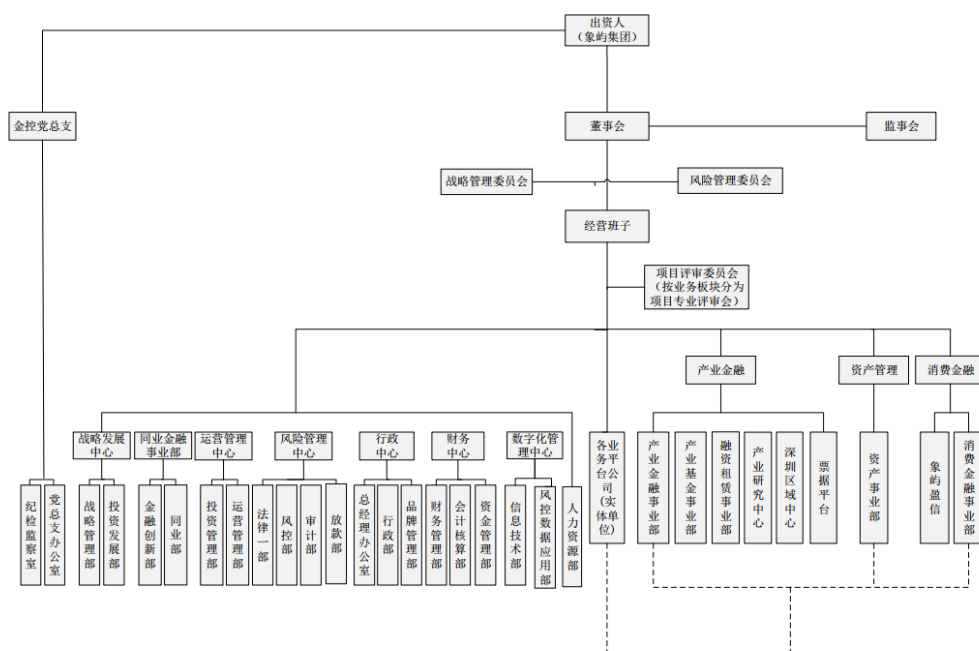 出资人
（象屿集团）
金控党总支
董事会
监事会
战略管理委员会
风险管理委员会
经营班子
项目评审委员会
（按业务板块分为
项目专业评审会）
产业金融
资产管理
消费金融
战略发展
中心
同业金融
事业部
运营管理
中心
风险管理
中心
行政
中心
财务
中心
数字化管
理中心
纪检监察室
党总支办公室
战略管理部
投资发展部
金融创新部
同业部
投资管理部
运营管理部
法律一部
风控部
审计部
放款部
总经理办公室
行政部
品牌管理部
财务管理部
会计核算部
资金管理部
信息技术部
风控数据应用部
人力资源部
各业务平台公司(实体单位)
产业金融事业部
产业基金事业部
融资租赁事业部
产业研究中心
深圳区域中心
票据平台
资产事业部
象屿盈信
消费金融事业部